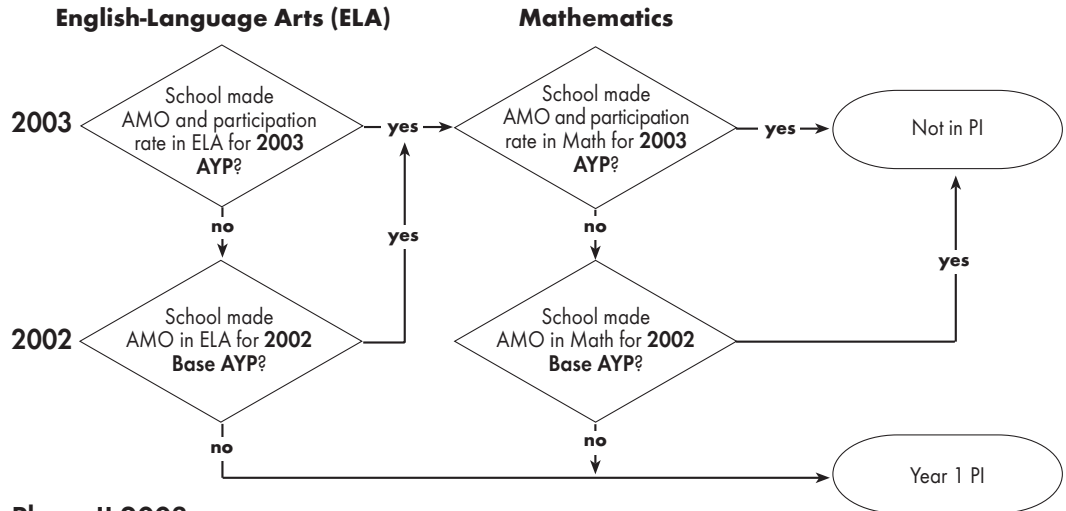 English-Language Arts (ELA)
Mathematics
2003
School made
AMO and participation
rate in ELA for 2003
AYP?
yes
School made
AMO and participation
rate in Math for 2003
AYP?
yes
Not in PI
no
yes
no
yes
2002
School made
AMO in ELA for 2002
Base AYP?
School made
AMO in Math for 2002
Base AYP?
no
no
Year 1 PI